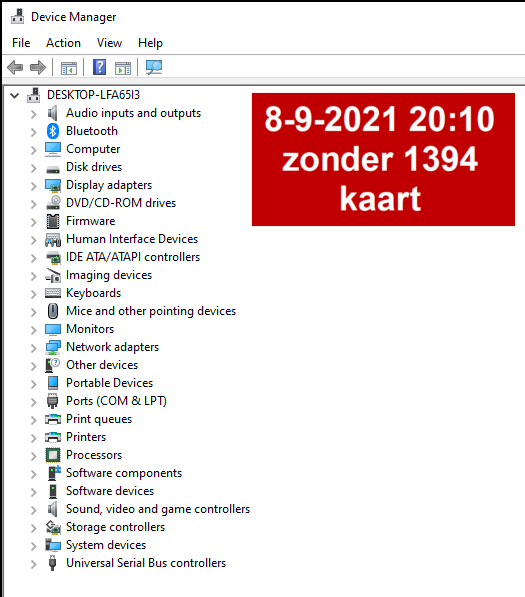 Device Manager
File Action View Help
DESKTOP-LFA65I3
8-9-2021 20:10
zonder 1394
kaart
Audio inputs and outputs
Bluetooth
Computer
Disk drives
Display adapters
DVD/CD-ROM drives
Firmware
Human Interface Devices
IDE ATA/ATAPI controllers
Imaging devices
Keyboards
Mice and other pointing devices
Monitors
Network adapters
Other devices
Portable Devices
Ports (COM & LPT)
Print queues
Printers
Processors
Software components
Software devices
Sound, video and game controllers
Storage controllers
System devices
Universal Serial Bus controllers